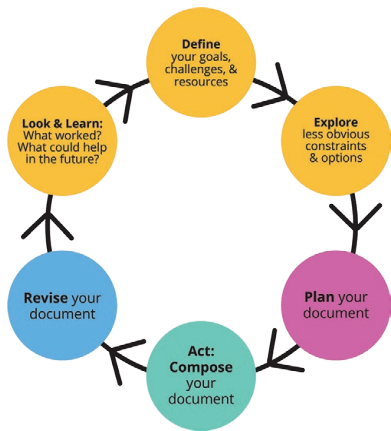 Define
your goals,
challenges, &
resources
Explore
less obvious
constraints
& options
Plan your
document
Act:
Compose
your
document
Revise your
document
Look & Learn:
What worked?
What could help
in the future?